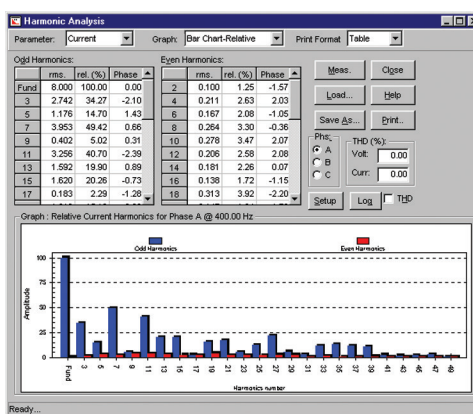 Harmonic Analysis
Parameter: Current Graph: Bar Chart-Relative Print Format Table
Odd Harmonics: Even Harmonics:
rms. rel. (%) Phase rms. rel. (%) Phase
Fund 8.000 100.00 0.00 2 0.100 1.25 -1.57
3 2.742 34.27 -2.10 4 0.211 2.63 2.03
5 1.176 14.70 1.43 6 0.167 2.08 -1.05
7 3.953 49.42 0.66 8 0.264 3.30 -0.36
9 0.402 5.02 0.31 10 0.278 3.47 2.07
11 3.256 40.70 -2.39 12 0.206 2.58 2.08
13 1.592 19.90 0.89 14 0.181 2.26 0.07
15 1.620 20.26 -0.73 16 0.138 1.72 -1.15
17 0.183 2.29 -1.28 18 0.313 3.92 -2.20
Meas. Close
Load... Help
Save As... Print..
Phs:
A
B
C
THD (%):
Volt: 0.00
Curr: 0.00
Setup Log THD
Graph : Relative Current Harmonics for Phase A @ 400.00 Hz
Odd Harmonics Even Harmonics
Amplitude
100
75
50
25
0
Fund 3 5 7 9 11 13 15 17 19 21 23 25 27 29 31 33 35 37 39 41 43 45 47 49
Harmonics number
Ready...